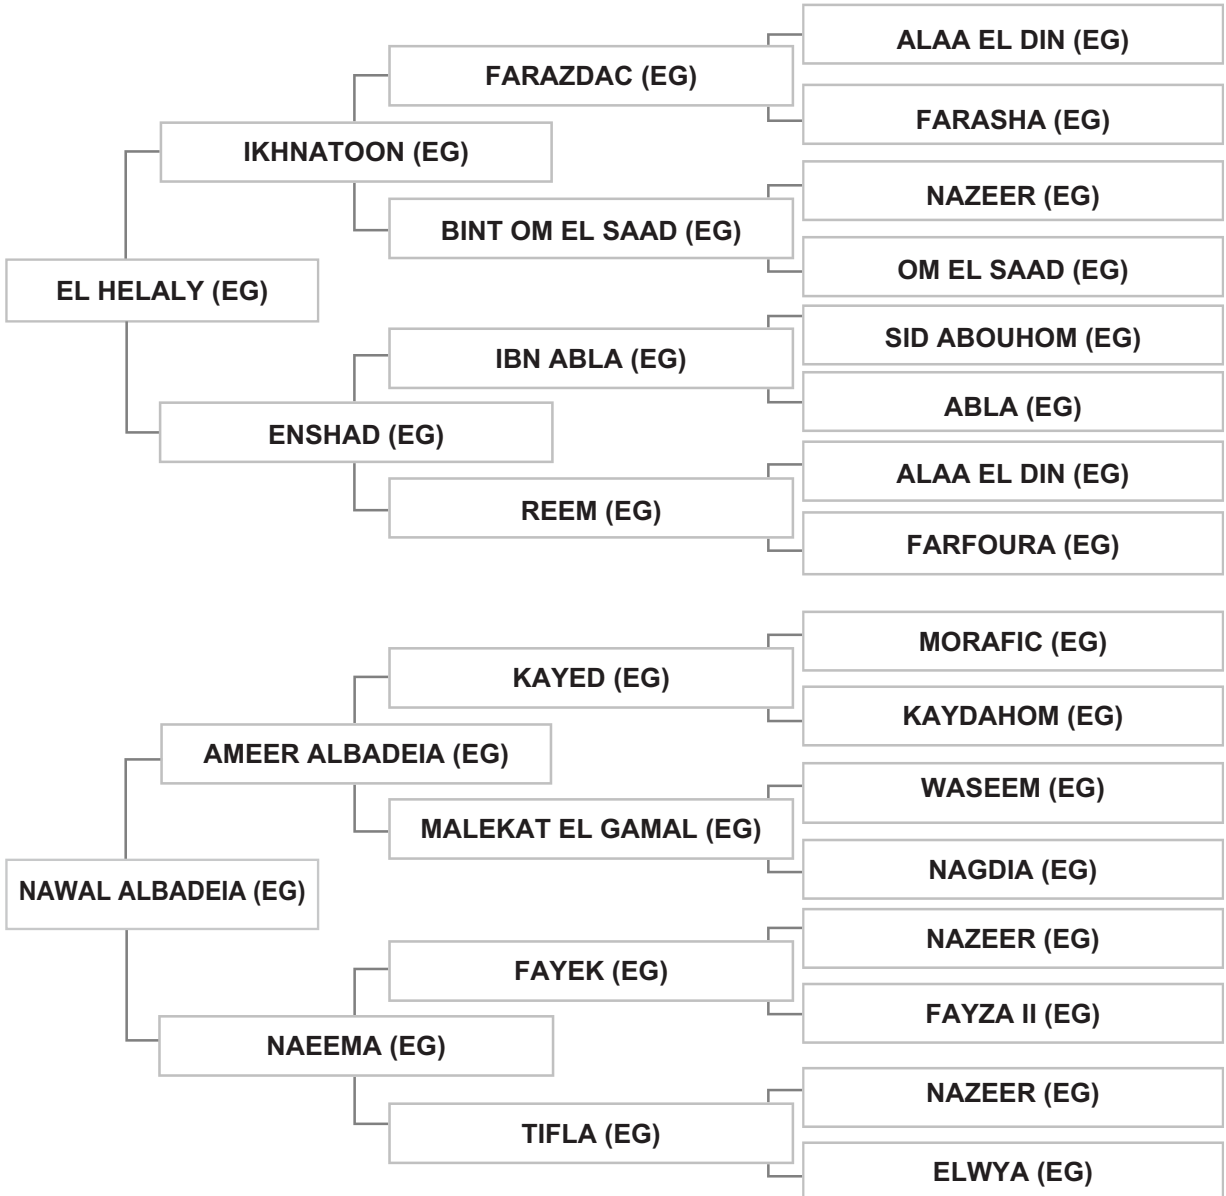 ALAA EL DIN (EG)
FARAZDAC (EG)
FARASHA (EG)
IKHNATOON (EG)
NAZEER (EG)
BINT OM EL SAAD (EG)
OM EL SAAD (EG)
EL HELALY (EG)
SID ABOUHOM (EG)
IBN ABLA (EG)
ABLA (EG)
ENSHAD (EG)
ALAA EL DIN (EG)
REEM (EG)
FARFOURA (EG)
MORAFIC (EG)
KAYED (EG)
KAYDAHOM (EG)
AMEER ALBADEIA (EG)
WASEEM (EG)
MALEKAT EL GAMAL (EG)
NAGDIA (EG)
NAWAL ALBADEIA (EG)
NAZEER (EG)
FAYEK (EG)
FAYZA II (EG)
NAEEMA (EG)
NAZEER (EG)
TIFLA (EG)
ELWYA (EG)